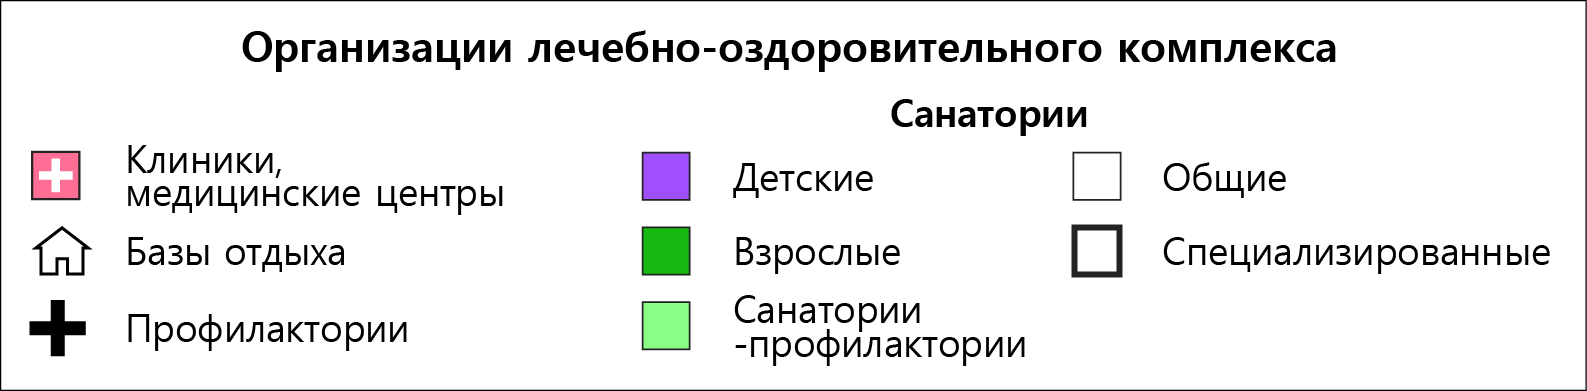 Организации лечебно-оздоровительного комплекса
Санатории
Клиники,
медицинские центры
Базы отдыха
Профилактории
Детские
Взрослые
Санатории
-профилактории
Общие
Специализированные